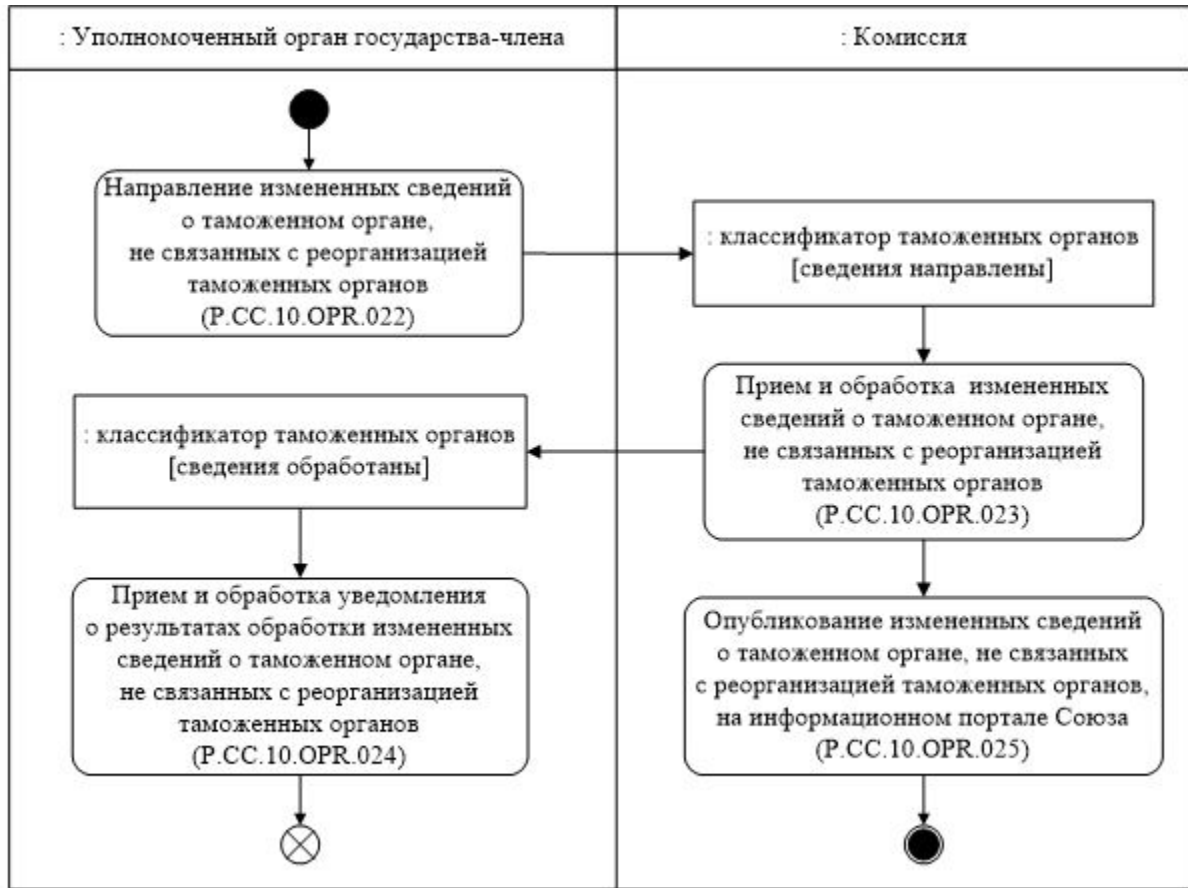 : Уполномоченный орган государства-члена
: Комиссия
Направление измененных сведений
о таможенном органе,
не связанных с реорганизацией
таможенных органов
(P.CC.10.OPR.022)
: классификатор таможенных органов
[сведения направлены]
Прием и обработка измененных
сведений о таможенном органе,
не связанных с реорганизацией
таможенных органов
(P.CC.10.OPR.023)
: классификатор таможенных органов
[сведения обработаны]
Прием и обработка уведомления
о результатах обработки измененных
сведений о таможенном органе,
не связанных с реорганизацией
таможенных органов
(P.CC.10.OPR.024)
Опубликование измененных сведений
о таможенном органе, не связанных
с реорганизацией таможенных органов,
на информационном портале Союза
(P.CC.10.OPR.025)